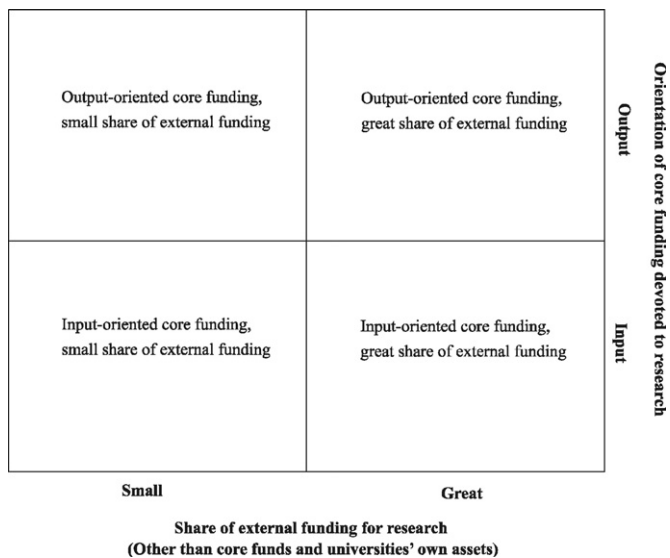 Output-oriented core funding,
small share of external funding
Output-oriented core funding,
great share of external funding
Output
Input-oriented core funding,
small share of external funding
Input-oriented core funding,
great share of external funding
Input
Orientation of core funding devoted to research
Small
Great
Share of external funding for research
(Other than core funds and universities' own assets)